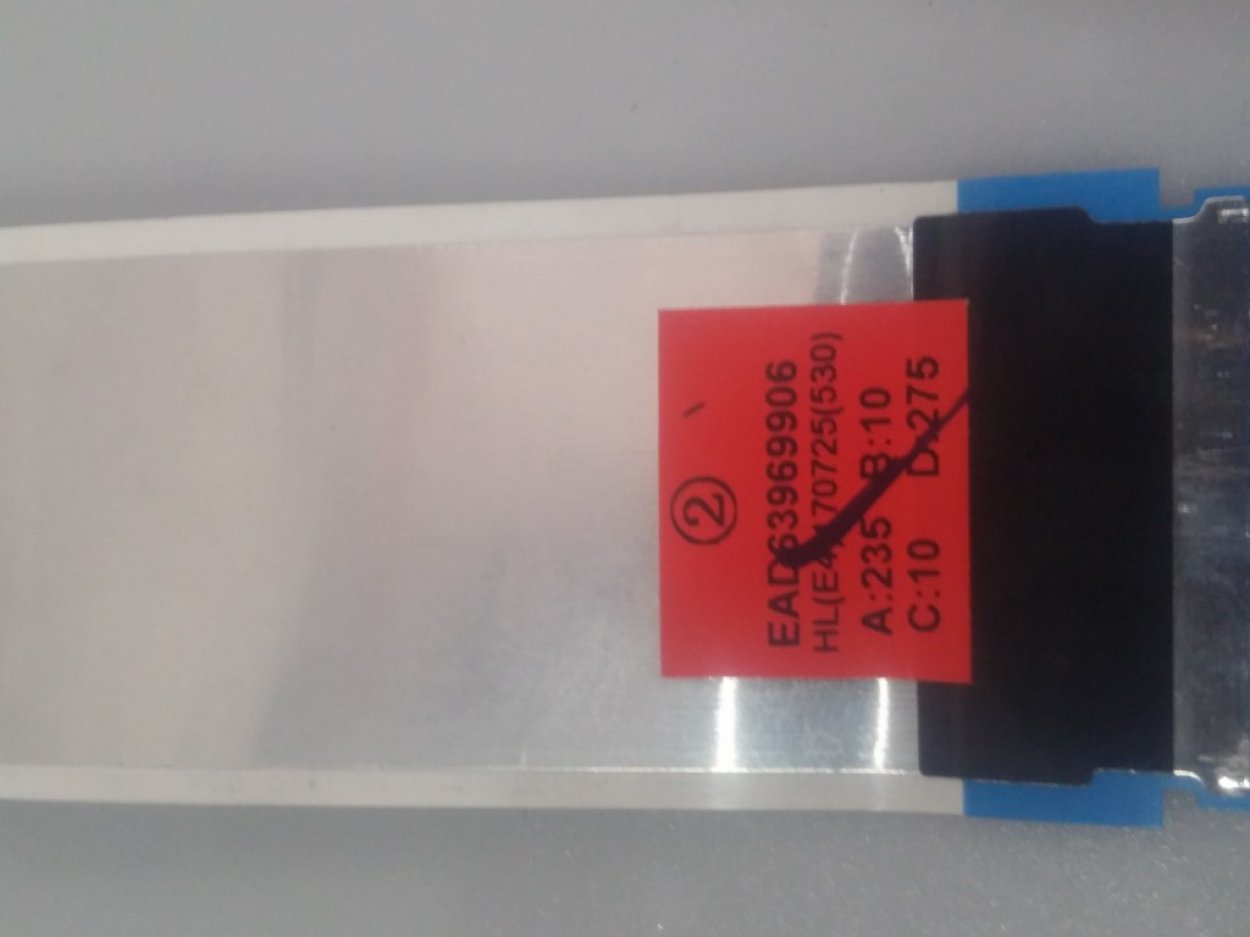 ②
EAD63969906
HL(E4)170725(530)
A:235 B:10
C:10 D:275